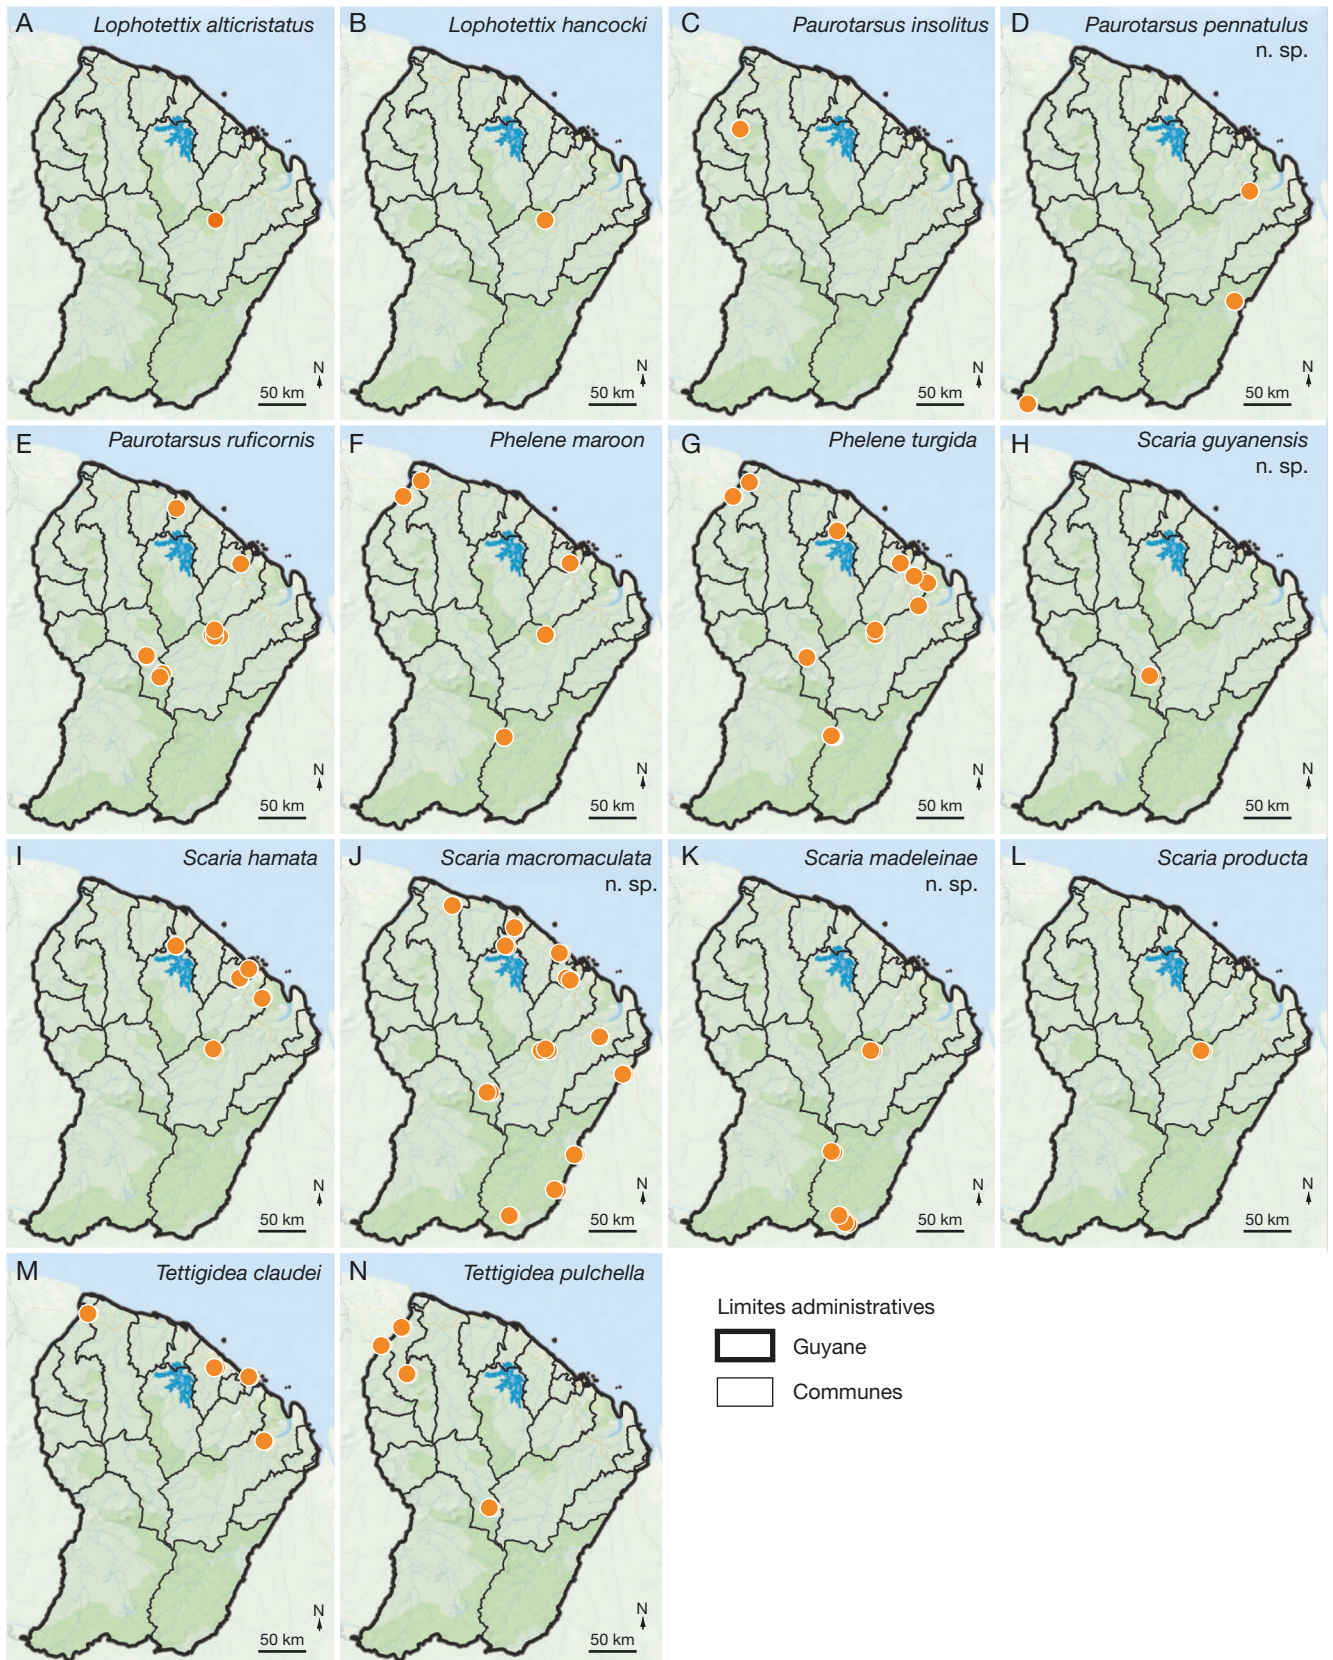 A Lophotettix alticristatus
N
50 km
B Lophotettix hancocki
N
50 km
C Paurotarsus insolitus
N
50 km
D Paurotarsus pennatulus
n. sp.
N
50 km
E Paurotarsus ruficornis
N
50 km
F Phelene maroon
N
50 km
G Phelene turgida
N
50 km
H Scaria guyanensis
n. sp.
N
50 km
I Scaria hamata
N
50 km
J Scaria macromaculata
n. sp.
N
50 km
K Scaria madeleinae
n. sp.
N
50 km
L Scaria producta
N
50 km
M Tettigidea claudei
N
50 km
N Tettigidea pulchella
N
50 km
Limites administratives
Guyane
Communes